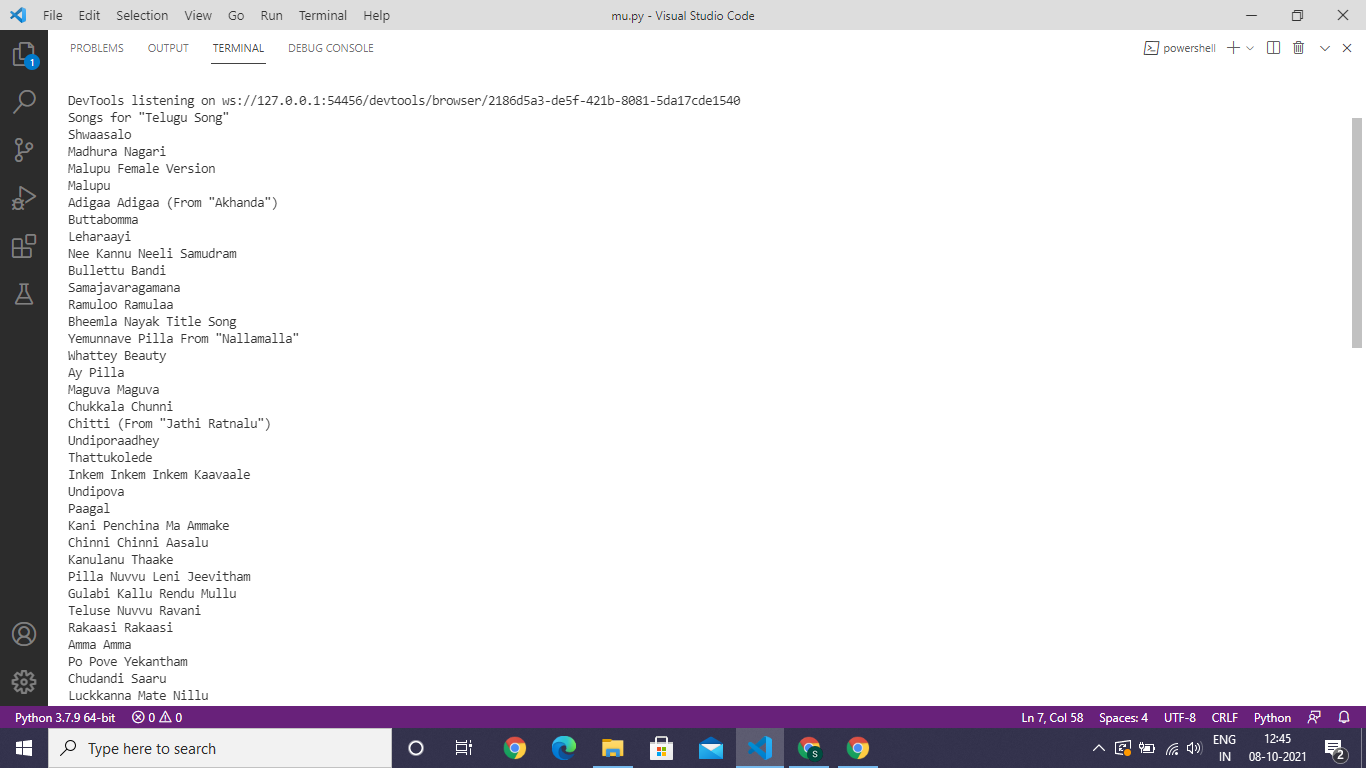 File Edit Selection View Go Run Terminal Help mu.py - Visual Studio Code
PROBLEMS OUTPUT TERMINAL DEBUG CONSOLE powershell
1
DevTools listening on ws://127.0.0.1:54456/devtools/browser/2186d5a3-de5f-421b-8081-5da17cde1540
Songs for "Telugu Song"
Shwaasalo
Madhura Nagari
Malupu Female Version
Malupu
Adigaa Adigaa (From "Akhanda")
Buttabomma
Leharaayi
Nee Kannu Neeli Samudram
Bullettu Bandi
Samajavaragamana
Ramuloo Ramulaa
Bheemla Nayak Title Song
Yemunnave Pilla From "Nallamalla"
Whattey Beauty
Ay Pilla
Maguva Maguva
Chukkala Chunni
Chitti (From "Jathi Ratnalu")
Undiporaadhey
Thattukolede
Inkem Inkem Inkem Kaavaale
Undipova
Paagal
Kani Penchina Ma Ammake
Chinni Chinni Aasalu
Kanulanu Thaake
Pilla Nuvvu Leni Jeevitham
Gulabi Kallu Rendu Mullu
Teluse Nuvvu Ravani
Rakaasi Rakaasi
Amma Amma
Po Pove Yekantham
Chudandi Saaru
Luckkanna Mate Nillu
Python 3.7.9 64-bit 0 0 Ln 7, Col 58 Spaces: 4 UTF-8 CRLF Python
Type here to search S ENG 12:45
IN 08-10-2021 2